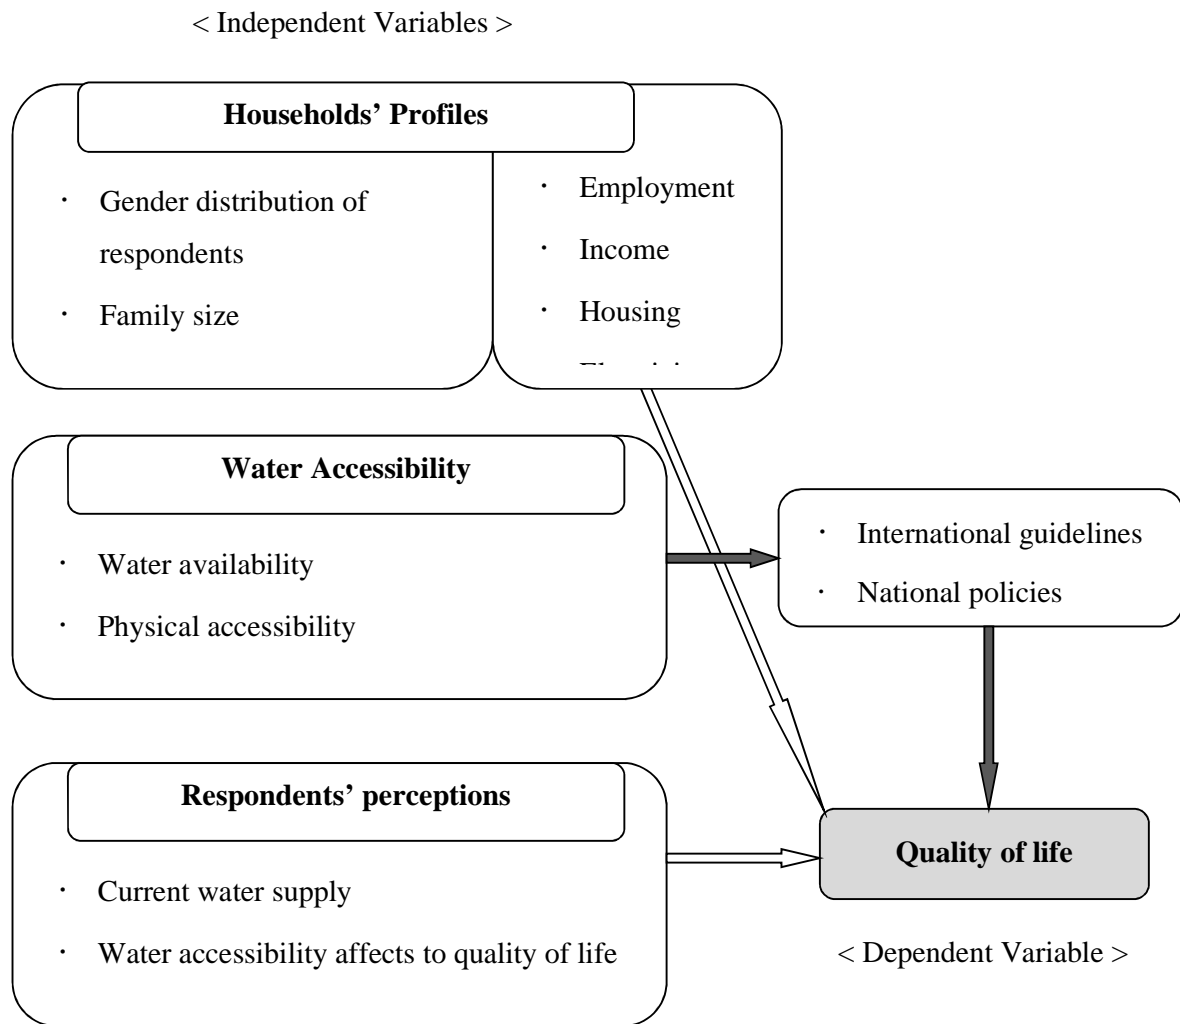 < Independent Variables >
Households’ Profiles
· Gender distribution of
respondents
· Family size
· Employment
· Income
· Housing
Water Accessibility
· Water availability
· Physical accessibility
· International guidelines
· National policies
Respondents’ perceptions
· Current water supply
· Water accessibility affects to quality of life
Quality of life
< Dependent Variable >